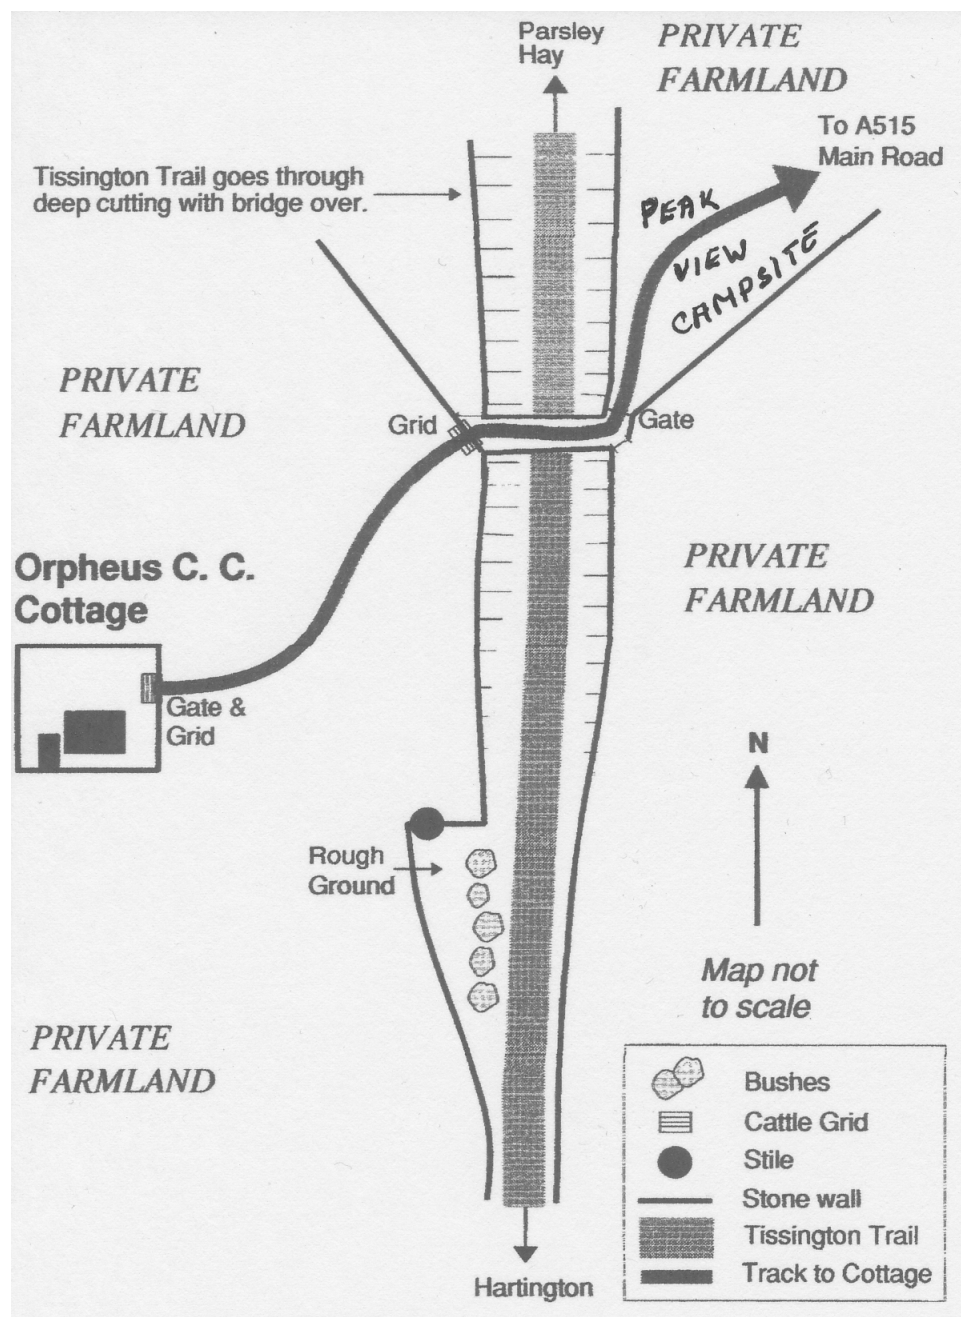 Parsley
Hay
PRIVATE
FARMLAND
To A515
Main Road
Tissington Trail goes through
deep cutting with bridge over.
PEAK
VIEW
CAMPSITE
PRIVATE
FARMLAND
Grid
Gate
Orpheus C. C.
Cottage
PRIVATE
FARMLAND
Gate &
Grid
N
Rough
Ground
Map not
to scale
PRIVATE
FARMLAND
Bushes
Cattle Grid
Stile
Stone wall
Tissington Trail
Track to Cottage
Hartington